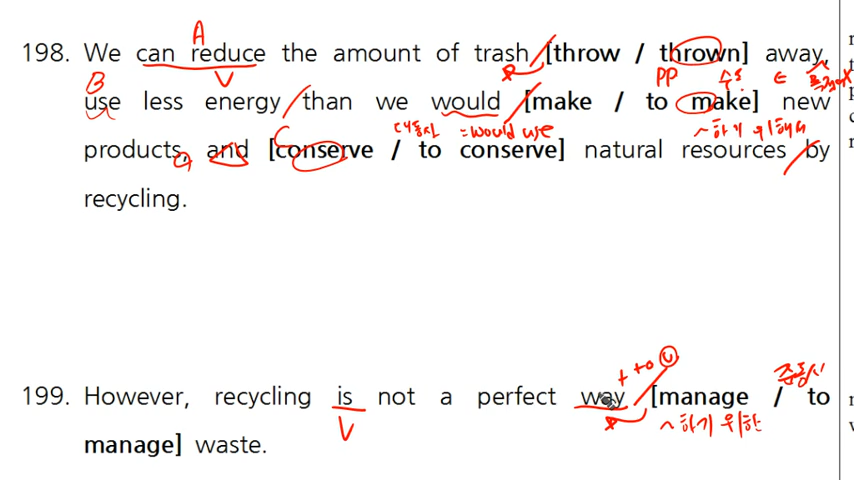 A
198. We can reduce the amount of trash [throw / thrown] away,
V PP 수식
B
use less energy than we would [make / to make] new
대동사 =would use ~하기 위해서
products, and [conserve / to conserve] natural resources by
C
recycling.
+ to ⓥ 준동사
199. However, recycling is not a perfect way [manage / to
V ~하기 위한
manage] waste.